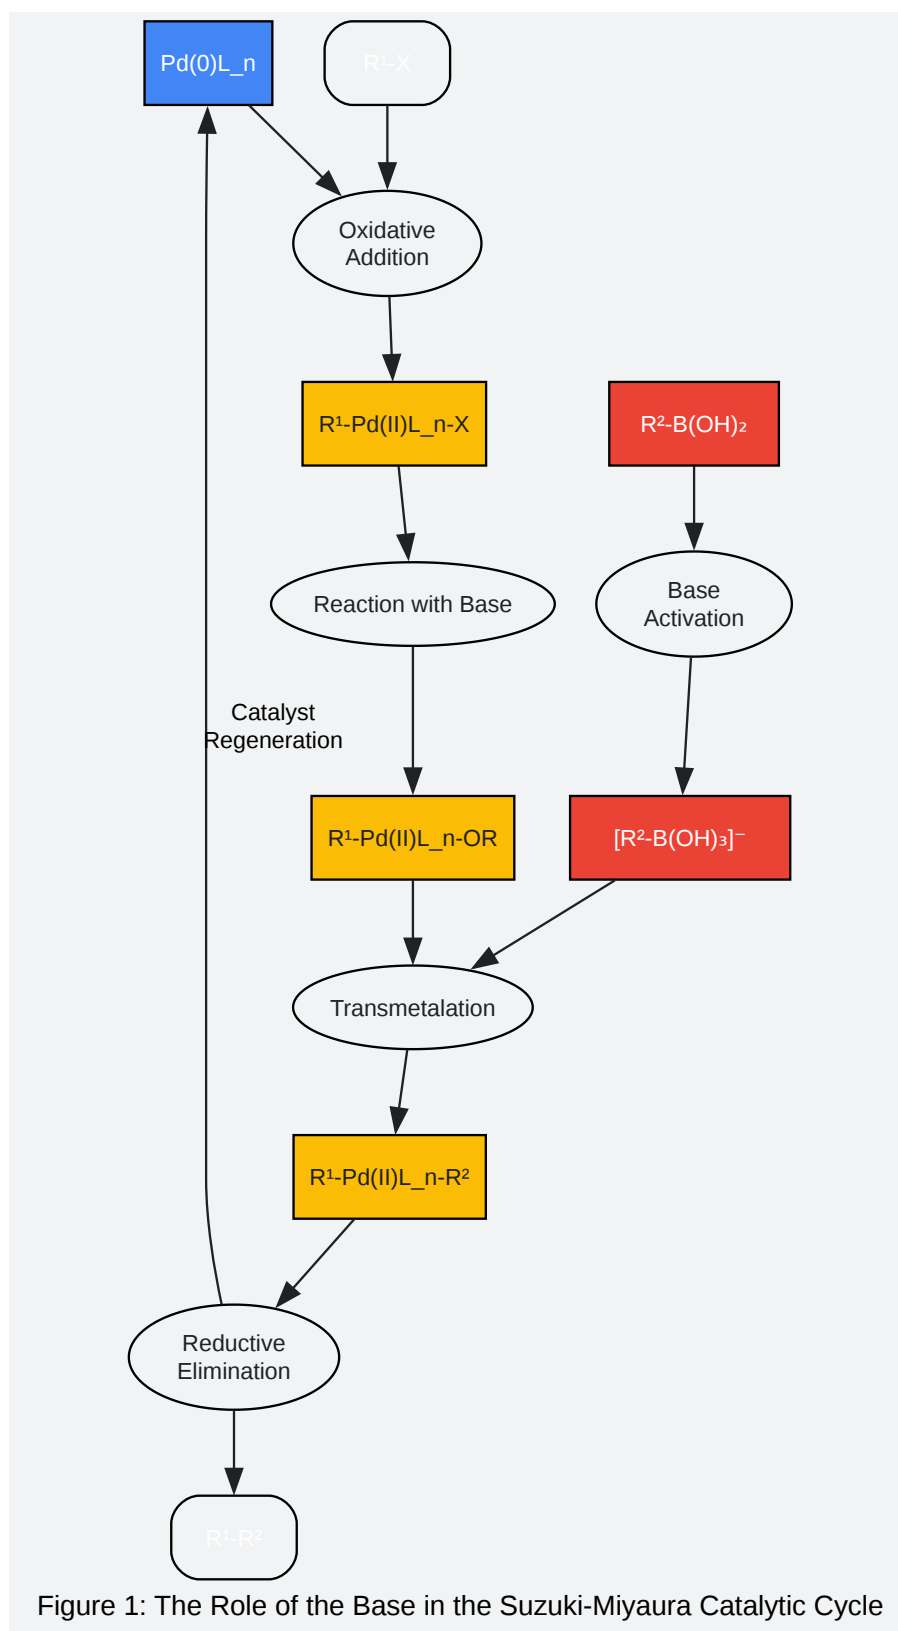 Pd(0)L_n
R¹-X
Oxidative
Addition
R¹-Pd(II)L_n-X
R²-B(OH)₂
Reaction with Base
Base
Activation
Catalyst
Regeneration
R¹-Pd(II)L_n-OR
[R²-B(OH)₃]⁻
Transmetalation
R¹-Pd(II)L_n-R²
Reductive
Elimination
R¹-R²
Figure 1: The Role of the Base in the Suzuki-Miyaura Catalytic Cycle